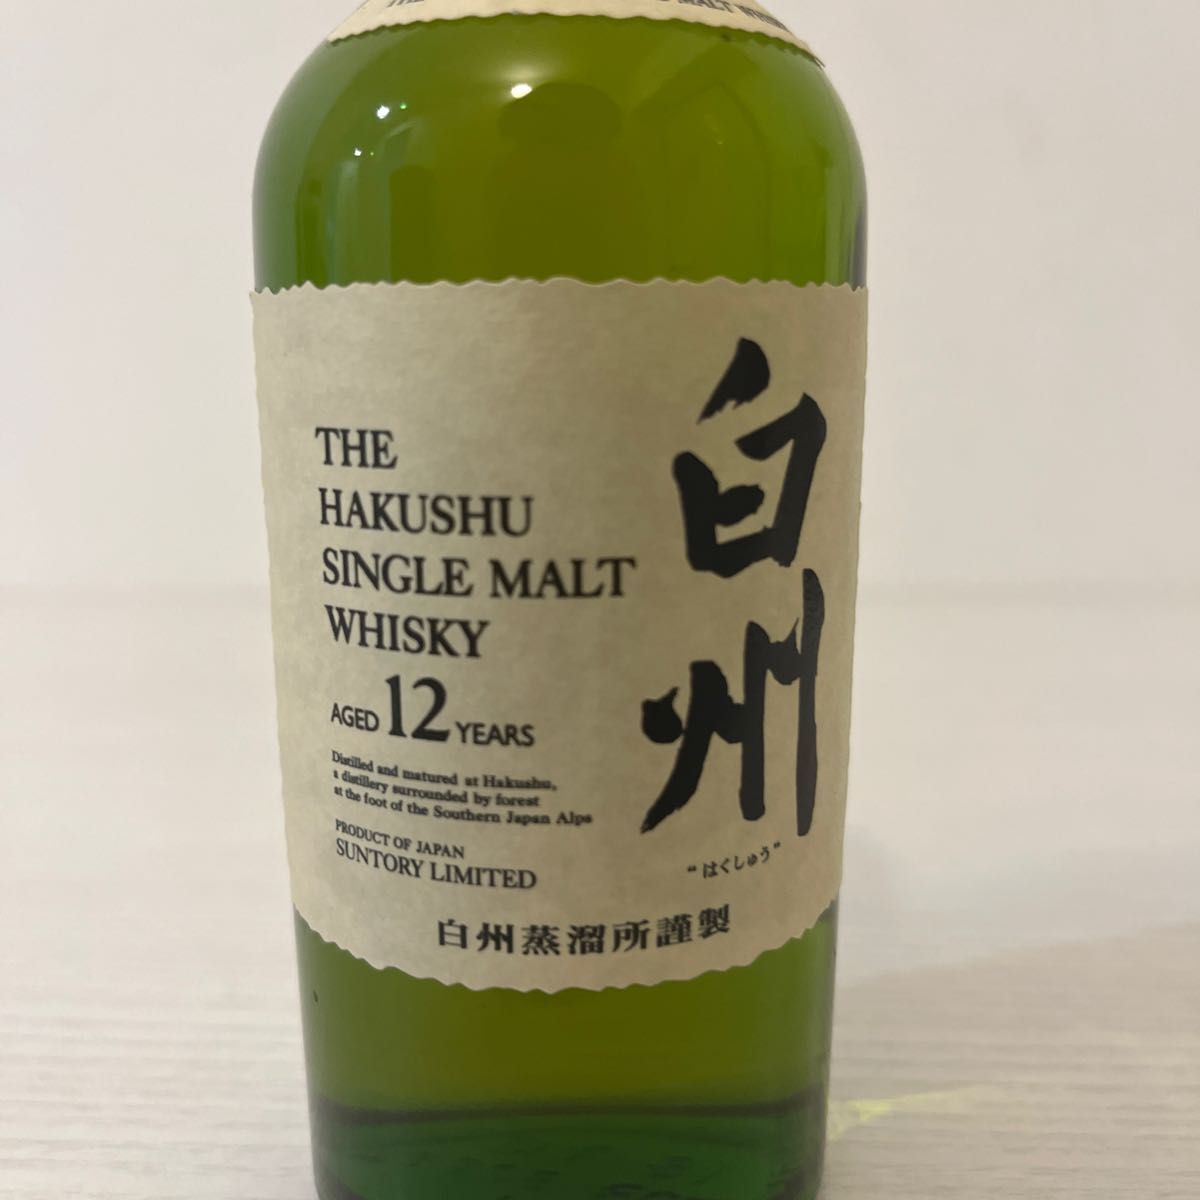 MALT WHISKY
THE
HAKUSHU
SINGLE MALT
WHISKY
AGED 12 YEARS
Distilled and matured at Hakushu,
a distillery surrounded by forest
at the foot of the Southern Japan Alps
PRODUCT OF JAPAN
SUNTORY LIMITED
白州
“はくしゅう”
白州蒸溜所謹製